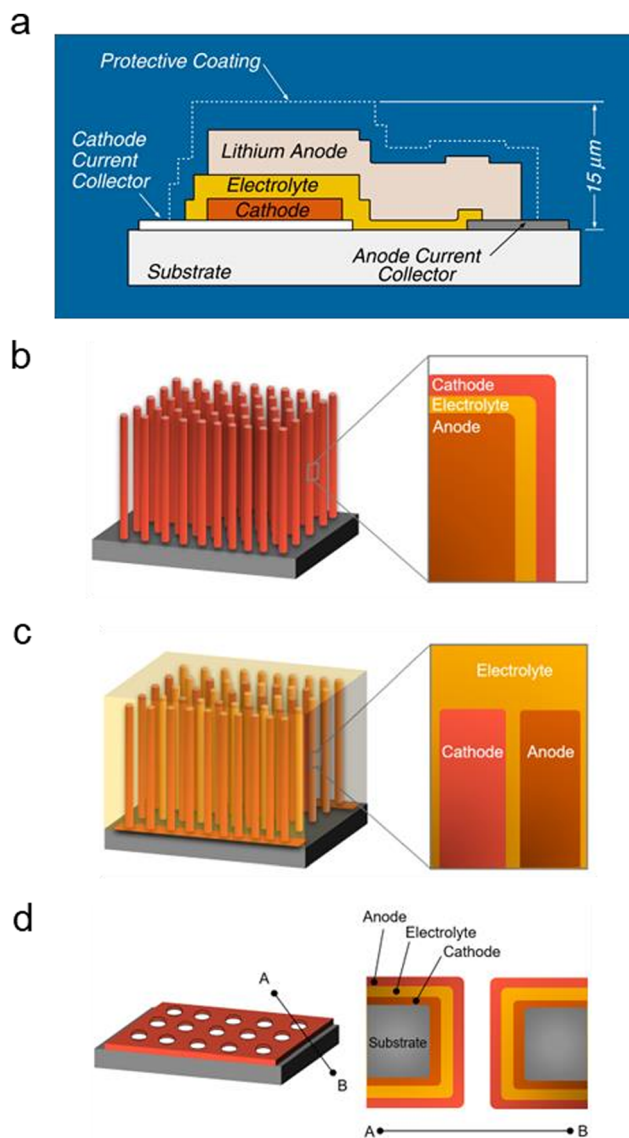 a
Protective Coating
Cathode
Current
Collector
Lithium Anode
Electrolyte
Cathode
15 µm
Anode Current
Collector
Substrate
b
Cathode
Electrolyte
Anode
c
Electrolyte
Cathode
Anode
d
Anode
Electrolyte
Cathode
A
B
Substrate
A
B